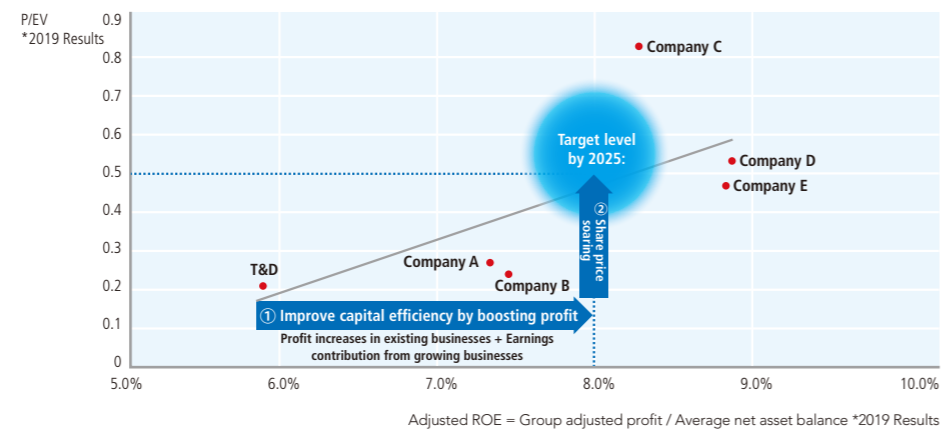 P/EV
*2019 Results
0.9
0.8
0.7
0.6
0.5
0.4
0.3
0.2
0.1
0
Company C
Target level
by 2025:
Company D
Company E
② Share price
soaring
Company A
Company B
T&D
① Improve capital efficiency by boosting profit
Profit increases in existing businesses + Earnings
contribution from growing businesses
5.0% 6.0% 7.0% 8.0% 9.0% 10.0%
Adjusted ROE = Group adjusted profit / Average net asset balance *2019 Results